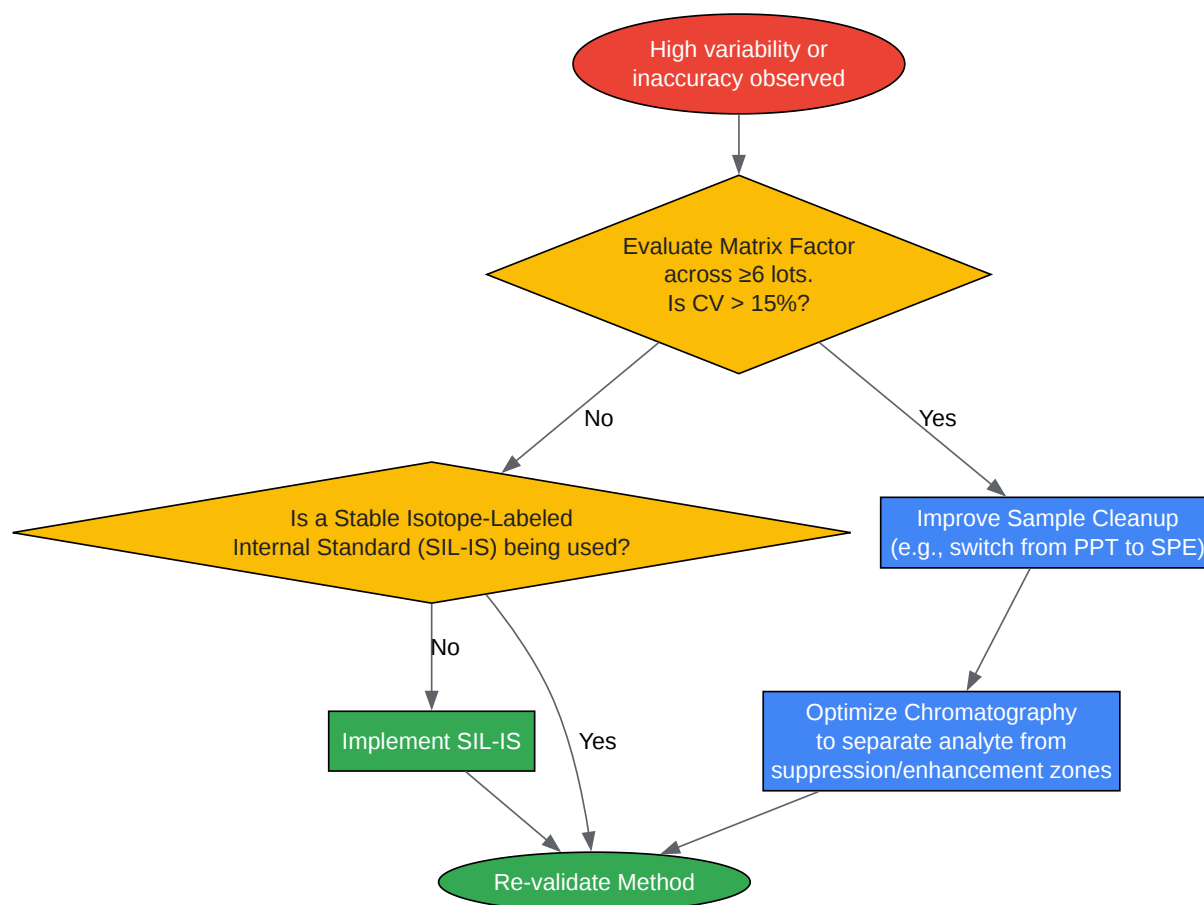 High variability or
inaccuracy observed
Evaluate Matrix Factor
across ≥6 lots.
Is CV > 15%?
No
Yes
Is a Stable Isotope-Labeled
Internal Standard (SIL-IS) being used?
Improve Sample Cleanup
(e.g., switch from PPT to SPE)
No
Yes
Implement SIL-IS
Optimize Chromatography
to separate analyte from
suppression/enhancement zones
Re-validate Method